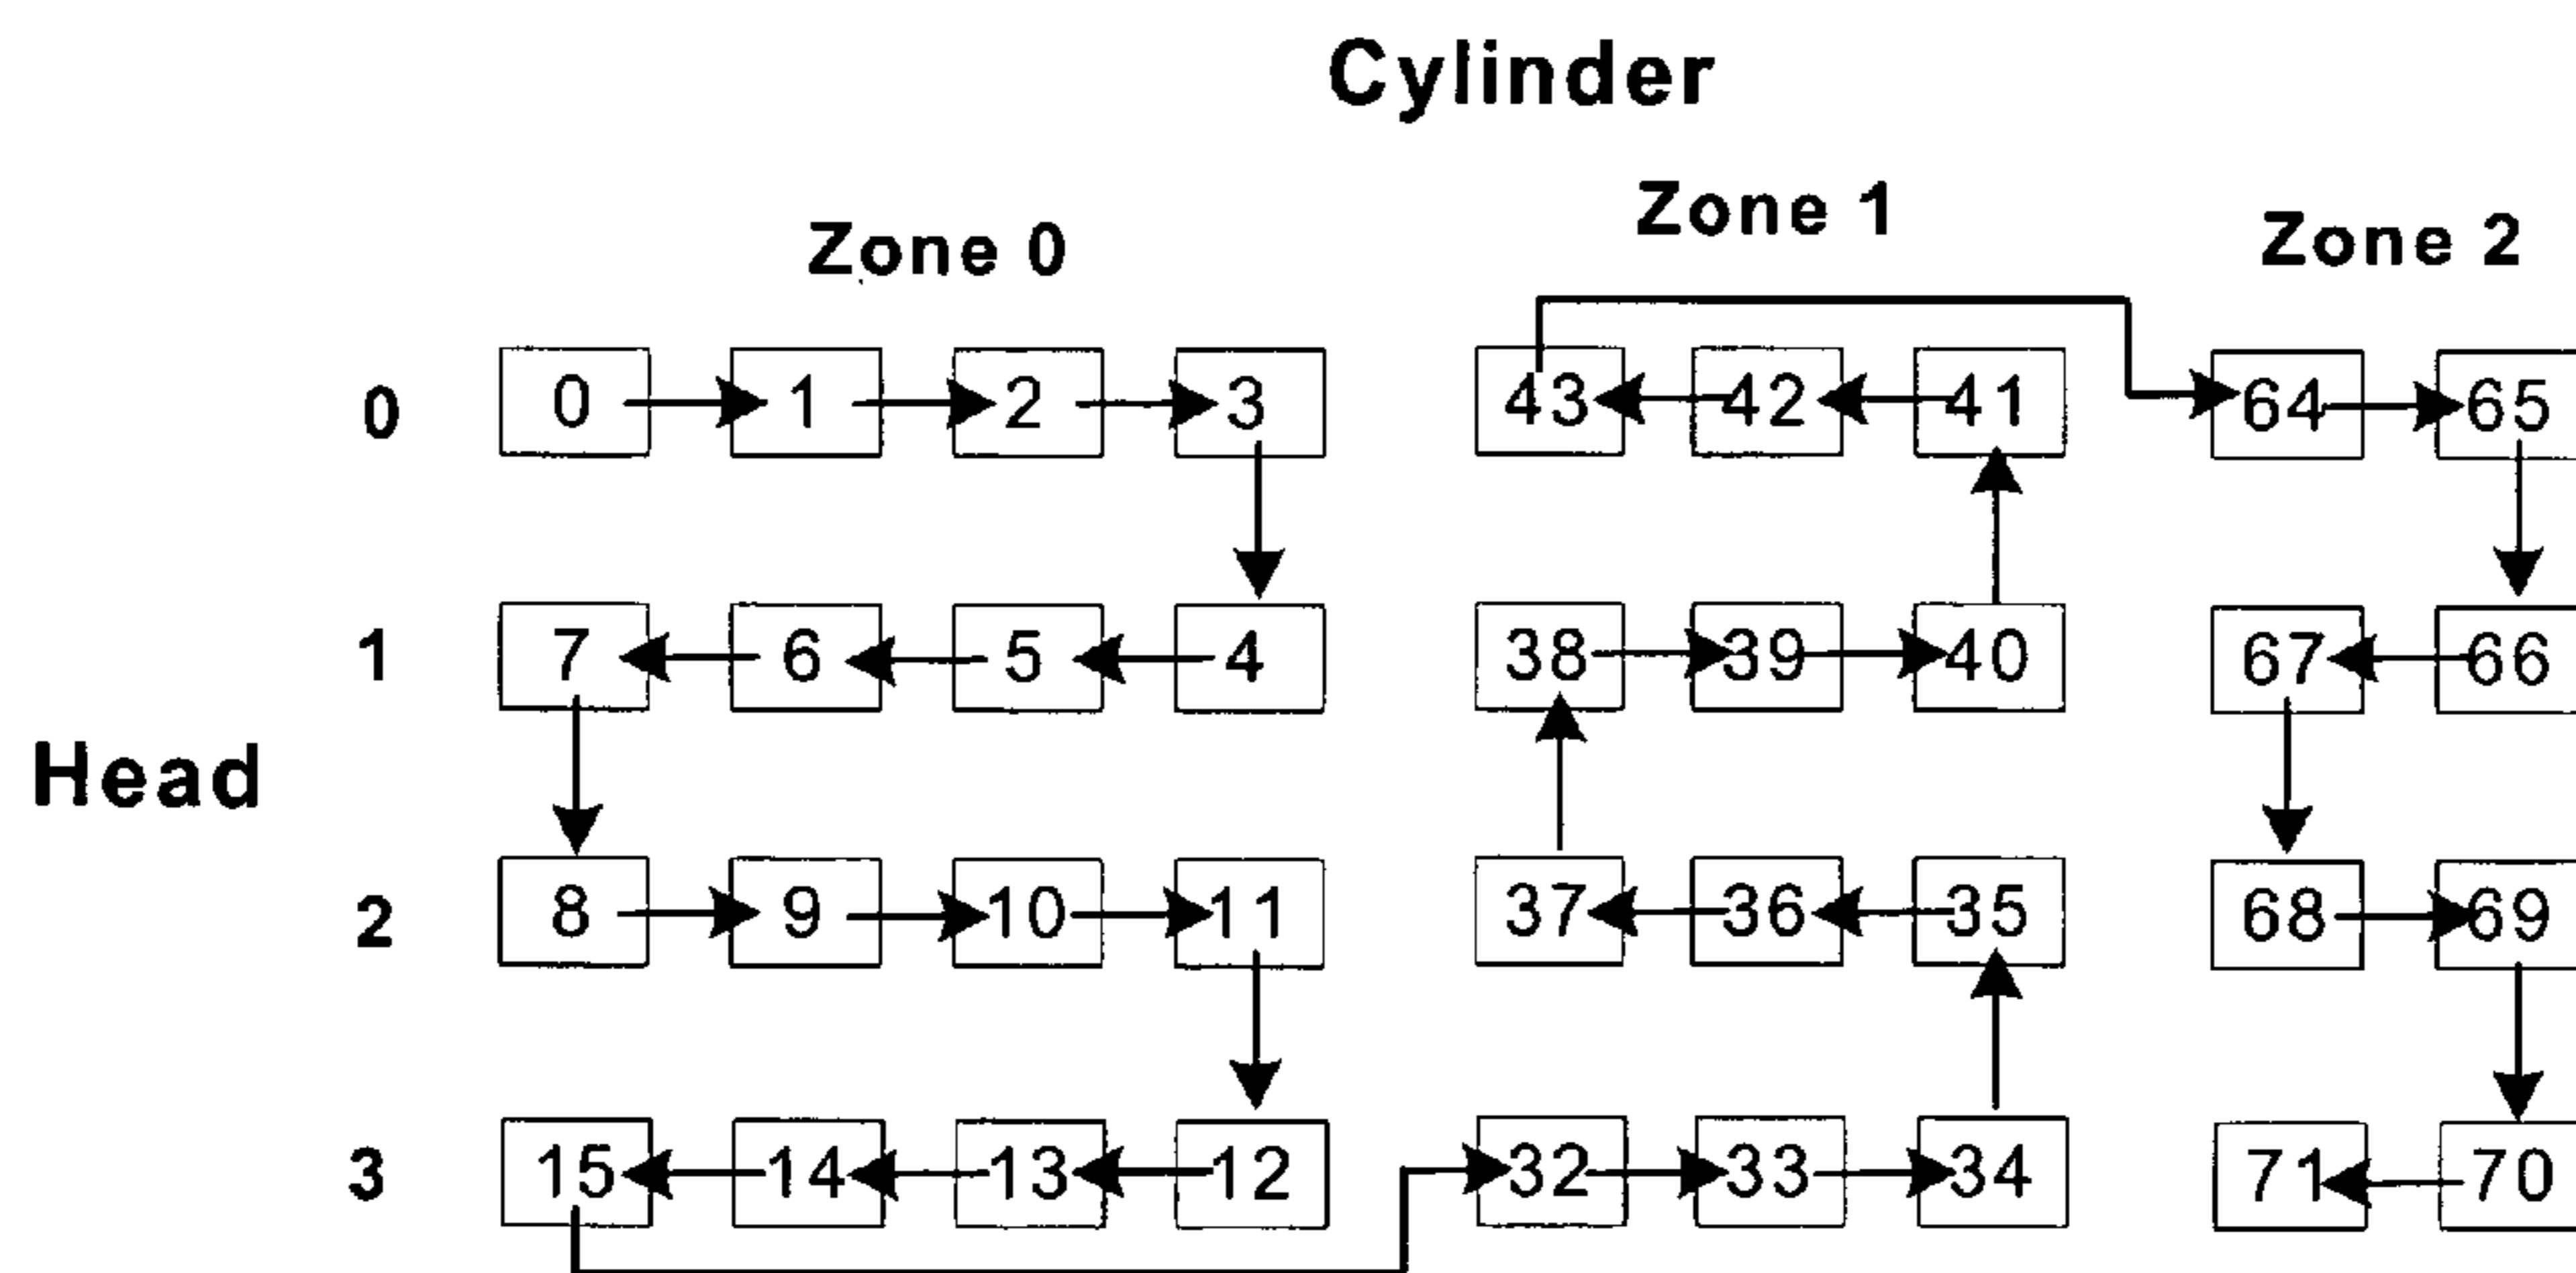 Cylinder
Zone 0 Zone 1 Zone 2
0 0 1 2 3 43 42 41 64 65
1 7 6 5 4 38 39 40 67 66
Head
2 8 9 10 11 37 36 35 68 69
3 15 14 13 12 32 33 34 71 70